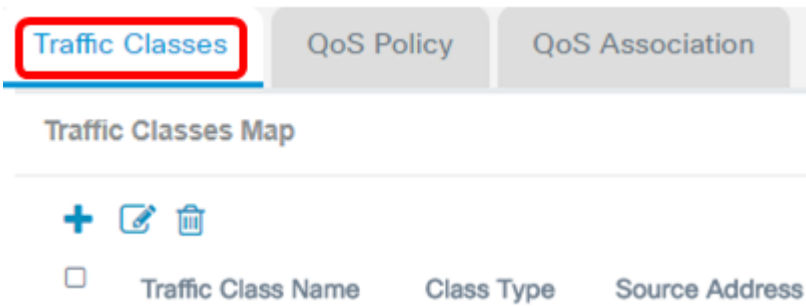 Traffic Classes QoS Policy QoS Association
Traffic Classes Map
Traffic Class Name Class Type Source Address